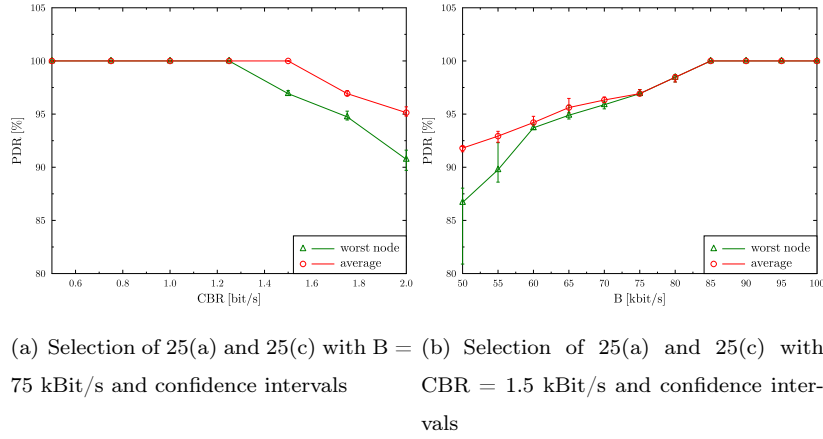 105
100
95
90
85
80
PDR [%]
0.6 0.8 1.0 1.2 1.4 1.6 1.8 2.0
CBR [bit/s]
worst node
average
105
100
95
90
85
80
PDR [%]
50 55 60 65 70 75 80 85 90 95 100
B [kbit/s]
worst node
average
(a) Selection of 25(a) and 25(c) with B =
75 kBit/s and confidence intervals
(b) Selection of 25(a) and 25(c) with
CBR = 1.5 kBit/s and confidence inter-
vals